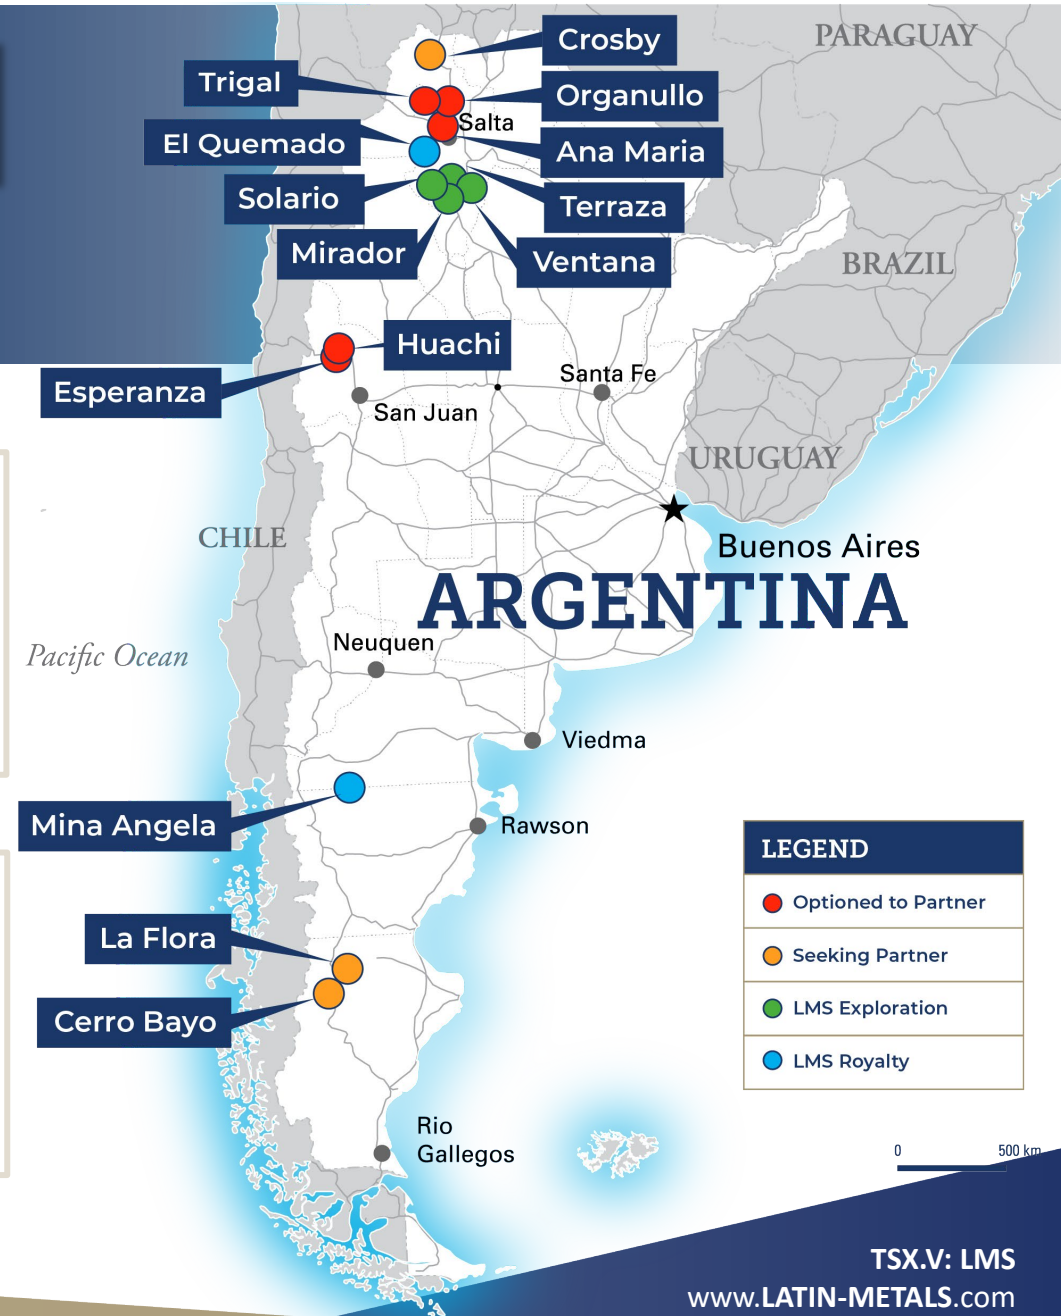 PARAGUAY
Crosby
Trigal
Organullo
Salta
El Quemado
Ana Maria
Solario
Terraza
Mirador
Ventana
BRAZIL
Huachi
Esperanza
Santa Fe
San Juan
URUGUAY
CHILE
Buenos Aires
ARGENTINA
Neuquen
Pacific Ocean
Viedma
Mina Angela
Rawson
LEGEND
Optioned to Partner
Seeking Partner
LMS Exploration
LMS Royalty
La Flora
Cerro Bayo
Rio
Gallegos
0 500 km
TSX.V: LMS
www.LATIN-METALS.com